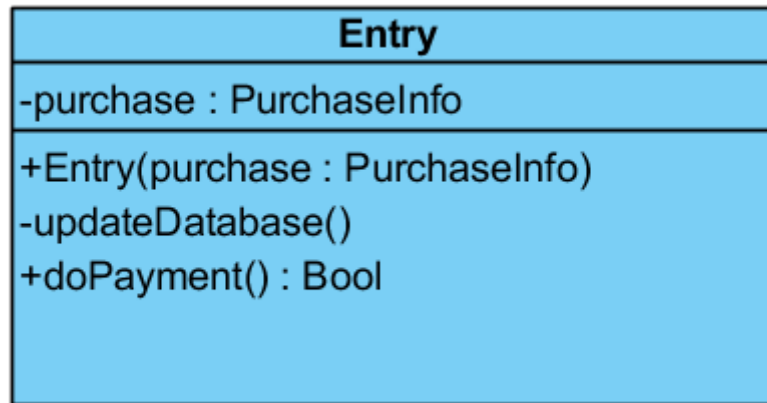 Entry
-purchase : PurchaseInfo
+Entry(purchase : PurchaseInfo)
-updateDatabase()
+doPayment() : Bool